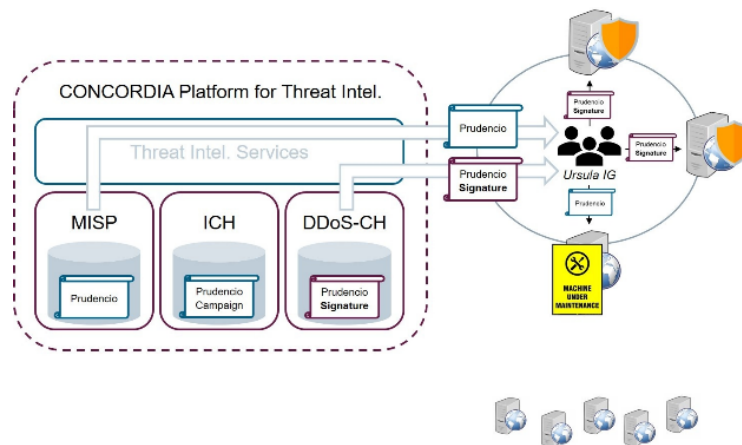 CONCORDIA Platform for Threat Intel.
Threat Intel. Services
MISP
ICH
DDoS-CH
Prudencio
Prudencio
Campaign
Prudencio
Signature
Prudencio
Prudencio
Signature
Prudencio
Signature
Prudencio
Signature
Ursula IG
Prudencio
MACHINE
UNDER
MAINTENANCE